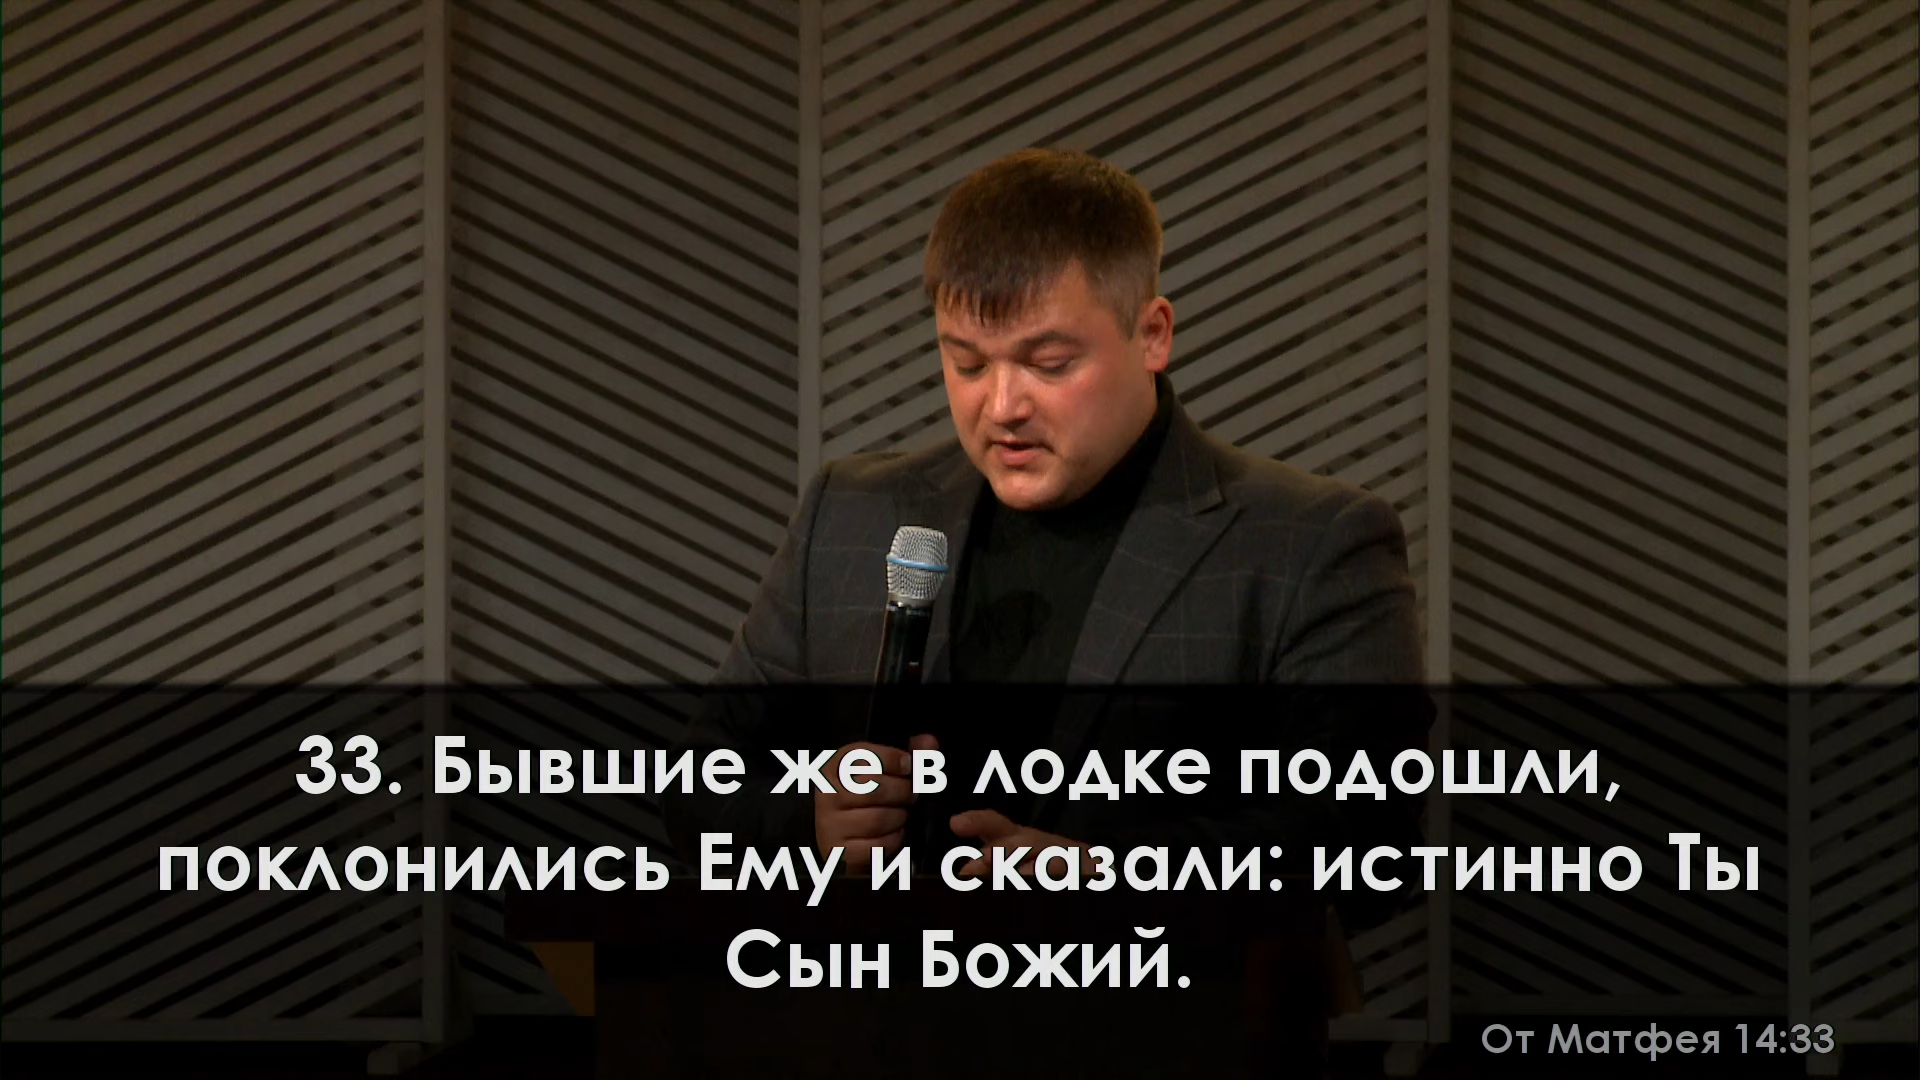 33. Бывшие же в лодке подошли,
поклонились Ему и сказали: истинно Ты
Сын Божий.
От Матфея 14:33